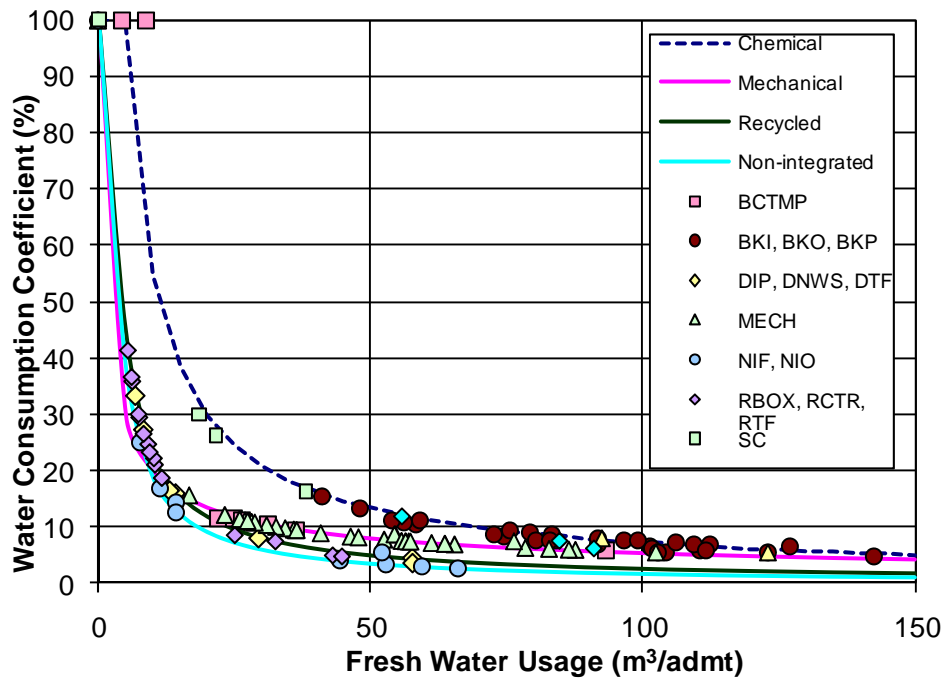 Water Consumption Coefficient (%)
100
90
80
70
60
50
40
30
20
10
0
0
50
100
150
Fresh Water Usage (m³/admt)
Chemical
Mechanical
Recycled
Non-integrated
BCTMP
BKI, BKO, BKP
DIP, DNWS, DTF
MECH
NIF, NIO
RBOX, RCTR,
RTF
SC